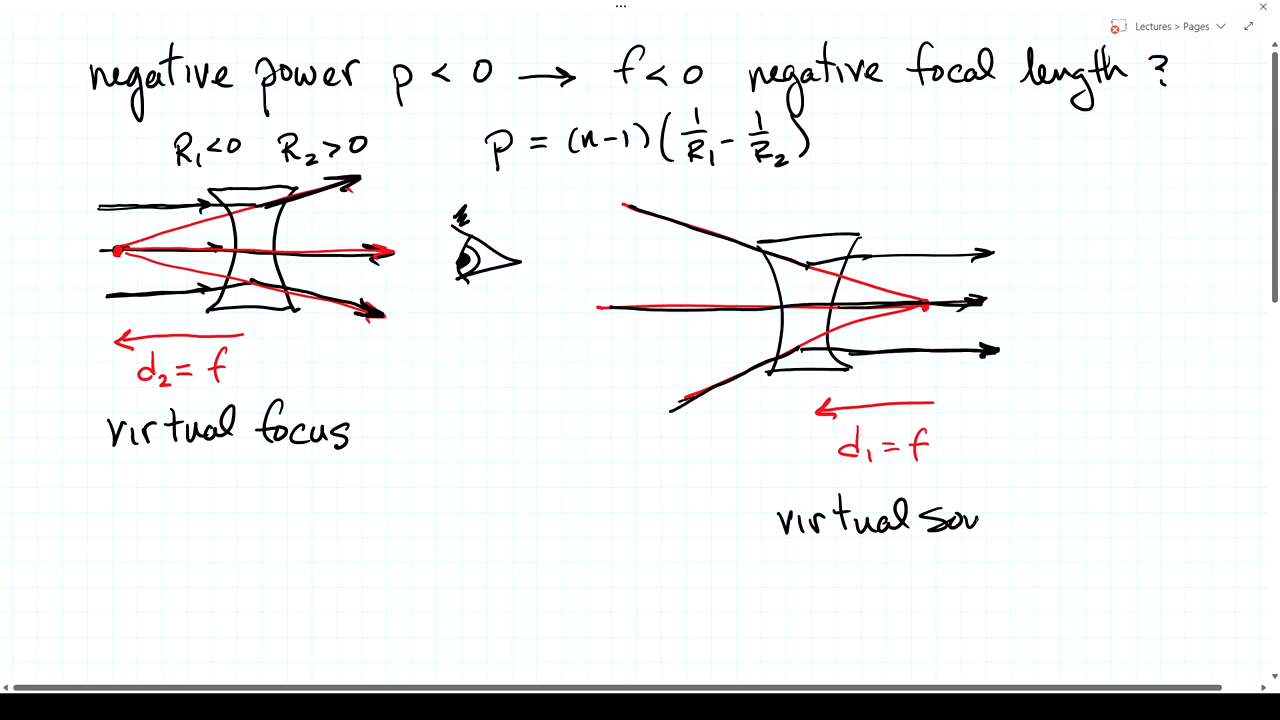 Lectures > Pages
negative power p < 0 → f < 0 negative focal length ?
R₁<0 R₂>0
p = (n-1)(1/R₁ - 1/R₂)
d₂ = f
virtual focus
d₁ = f
virtual sou